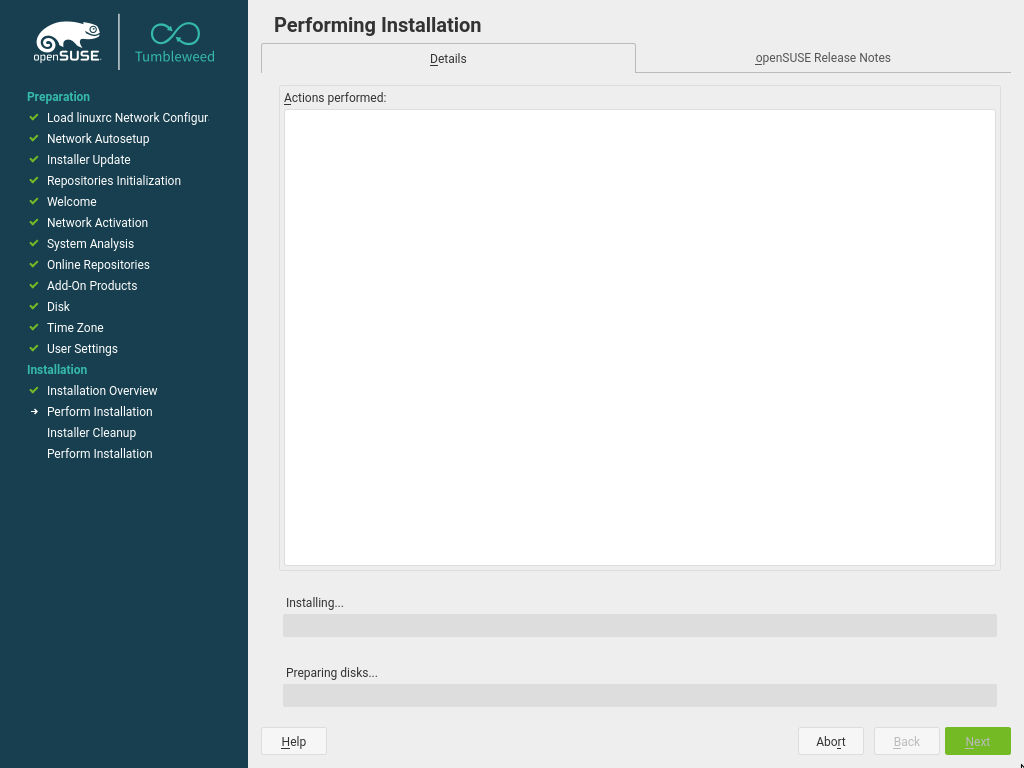 openSUSE
Tumbleweed
Preparation
Load linuxrc Network Configur
Network Autosetup
Installer Update
Repositories Initialization
Welcome
Network Activation
System Analysis
Online Repositories
Add-On Products
Disk
Time Zone
User Settings
Installation
Installation Overview
Perform Installation
Installer Cleanup
Perform Installation
Performing Installation
Details
openSUSE Release Notes
Actions performed:
Installing...
Preparing disks...
Help
Abort
Back
Next